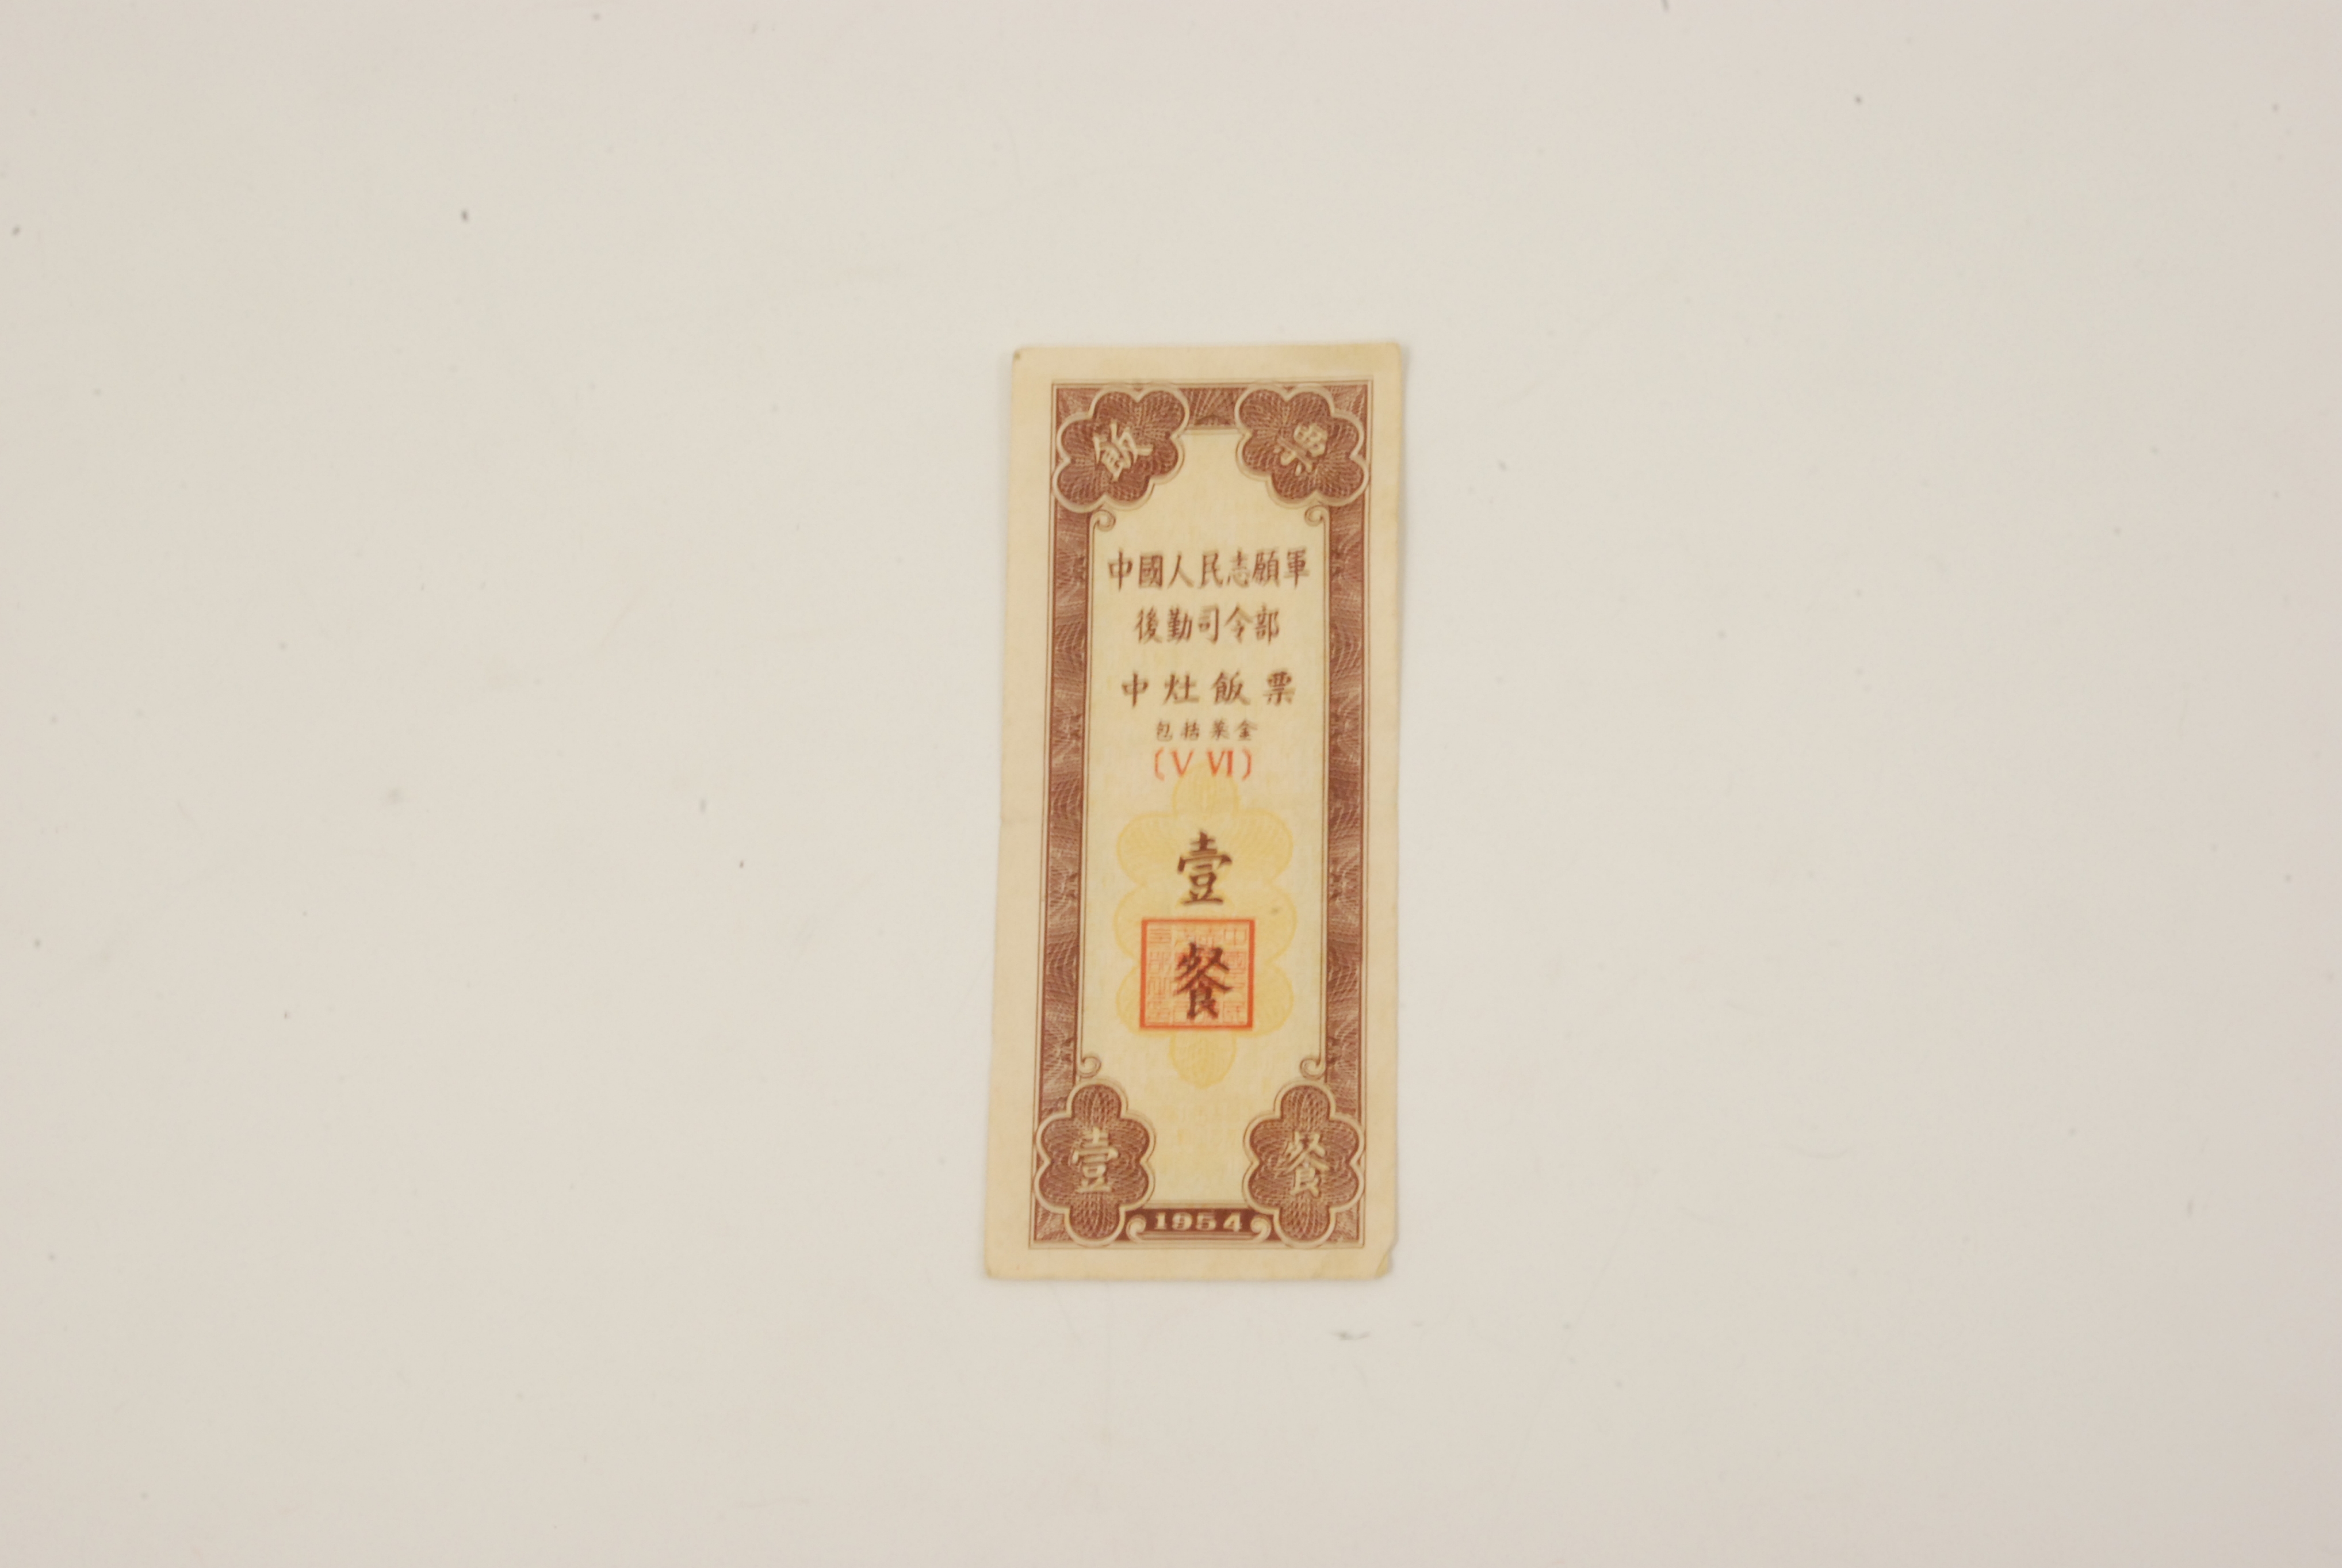 飯 票
中國人民志願軍
後勤司令部
中灶飯票
包括菜金
(V VI)
壹
餐
壹 餐
1954